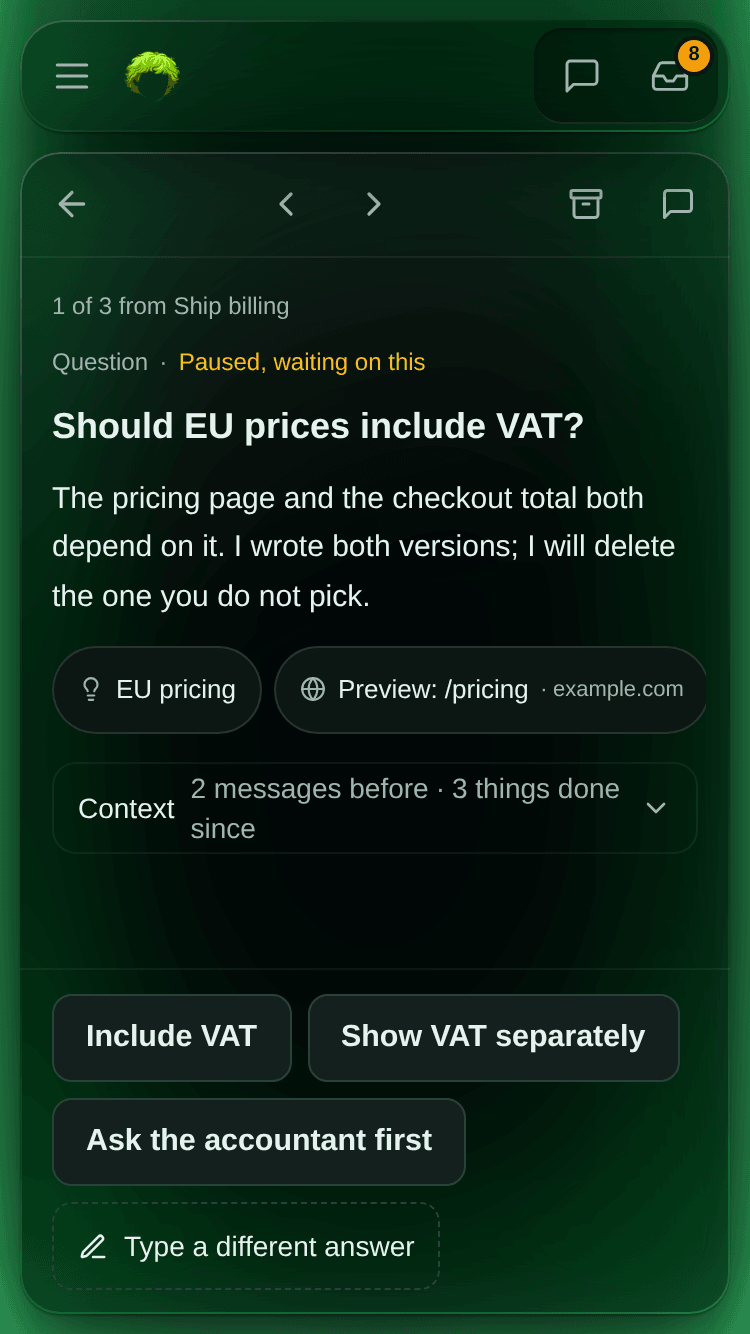 8
1 of 3 from Ship billing
Question · Paused, waiting on this
Should EU prices include VAT?
The pricing page and the checkout total both
depend on it. I wrote both versions; I will delete
the one you do not pick.
EU pricing
Preview: /pricing · example.com
Context 2 messages before · 3 things done
since
Include VAT
Show VAT separately
Ask the accountant first
Type a different answer